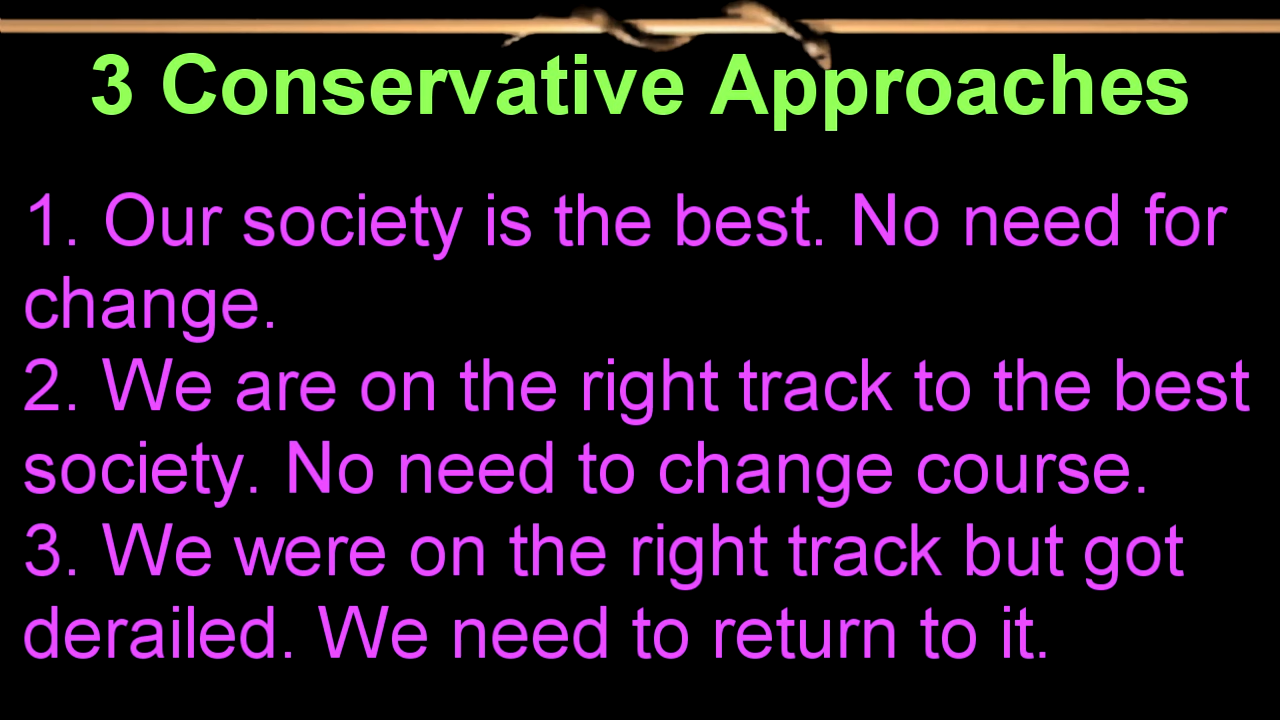 3 Conservative Approaches
1. Our society is the best. No need for
change.
2. We are on the right track to the best
society. No need to change course.
3. We were on the right track but got
derailed. We need to return to it.